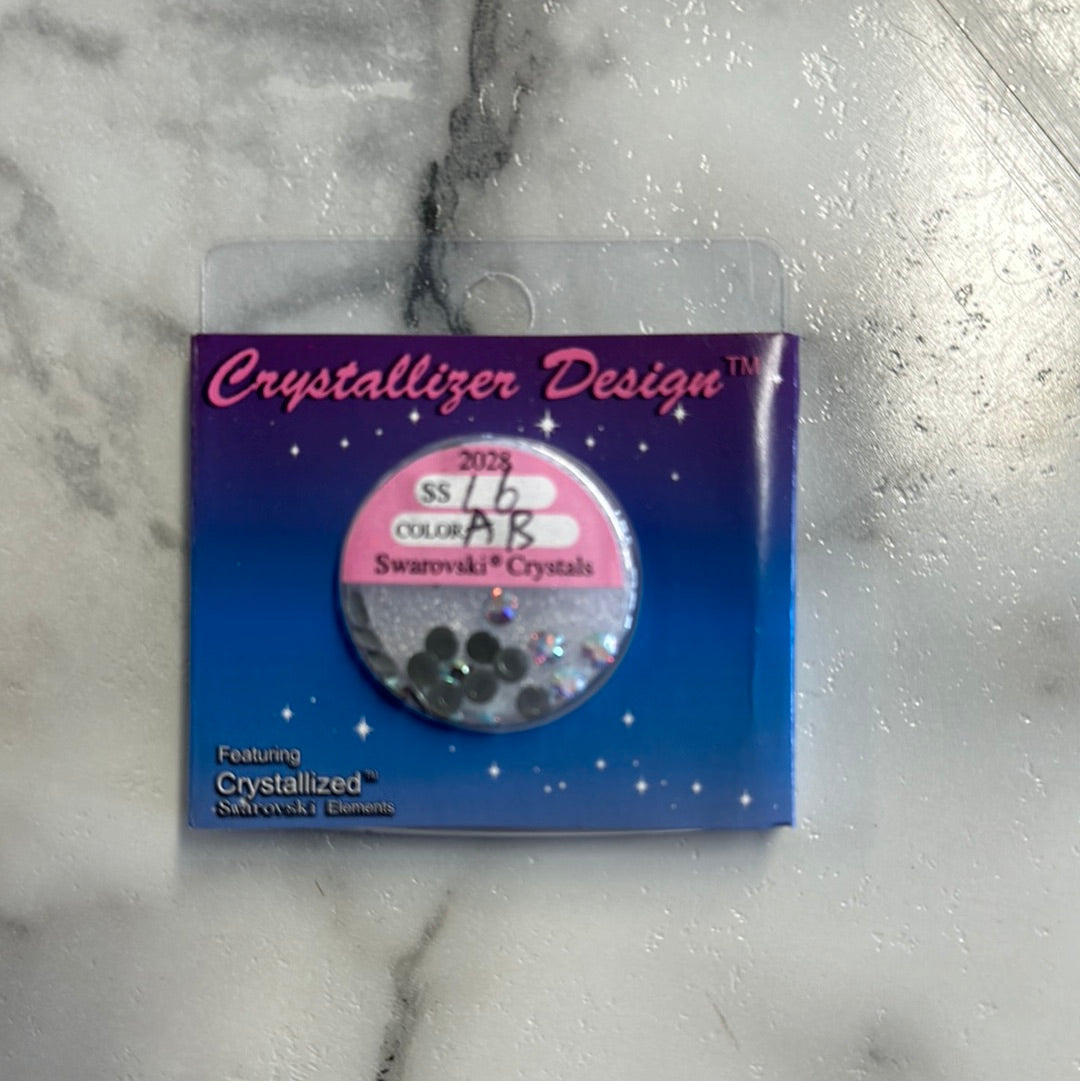 Crystallizer Design™
2028
SS 16
COLOR AB
Swarovski® Crystals
Featuring
Crystallized™
Swarovski Elements